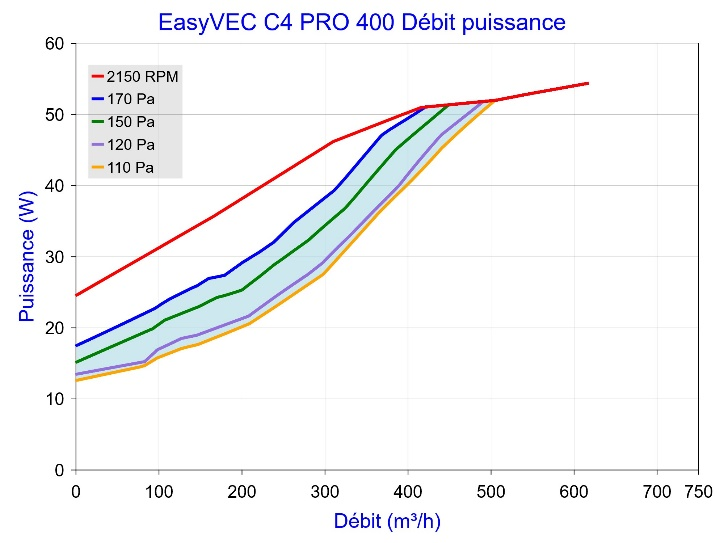 EasyVEC C4 PRO 400 Débit puissance
60
50
40
30
20
10
0
Puissance (W)
2150 RPM
170 Pa
150 Pa
120 Pa
110 Pa
0 100 200 300 400 500 600 700 750
Débit (m³/h)